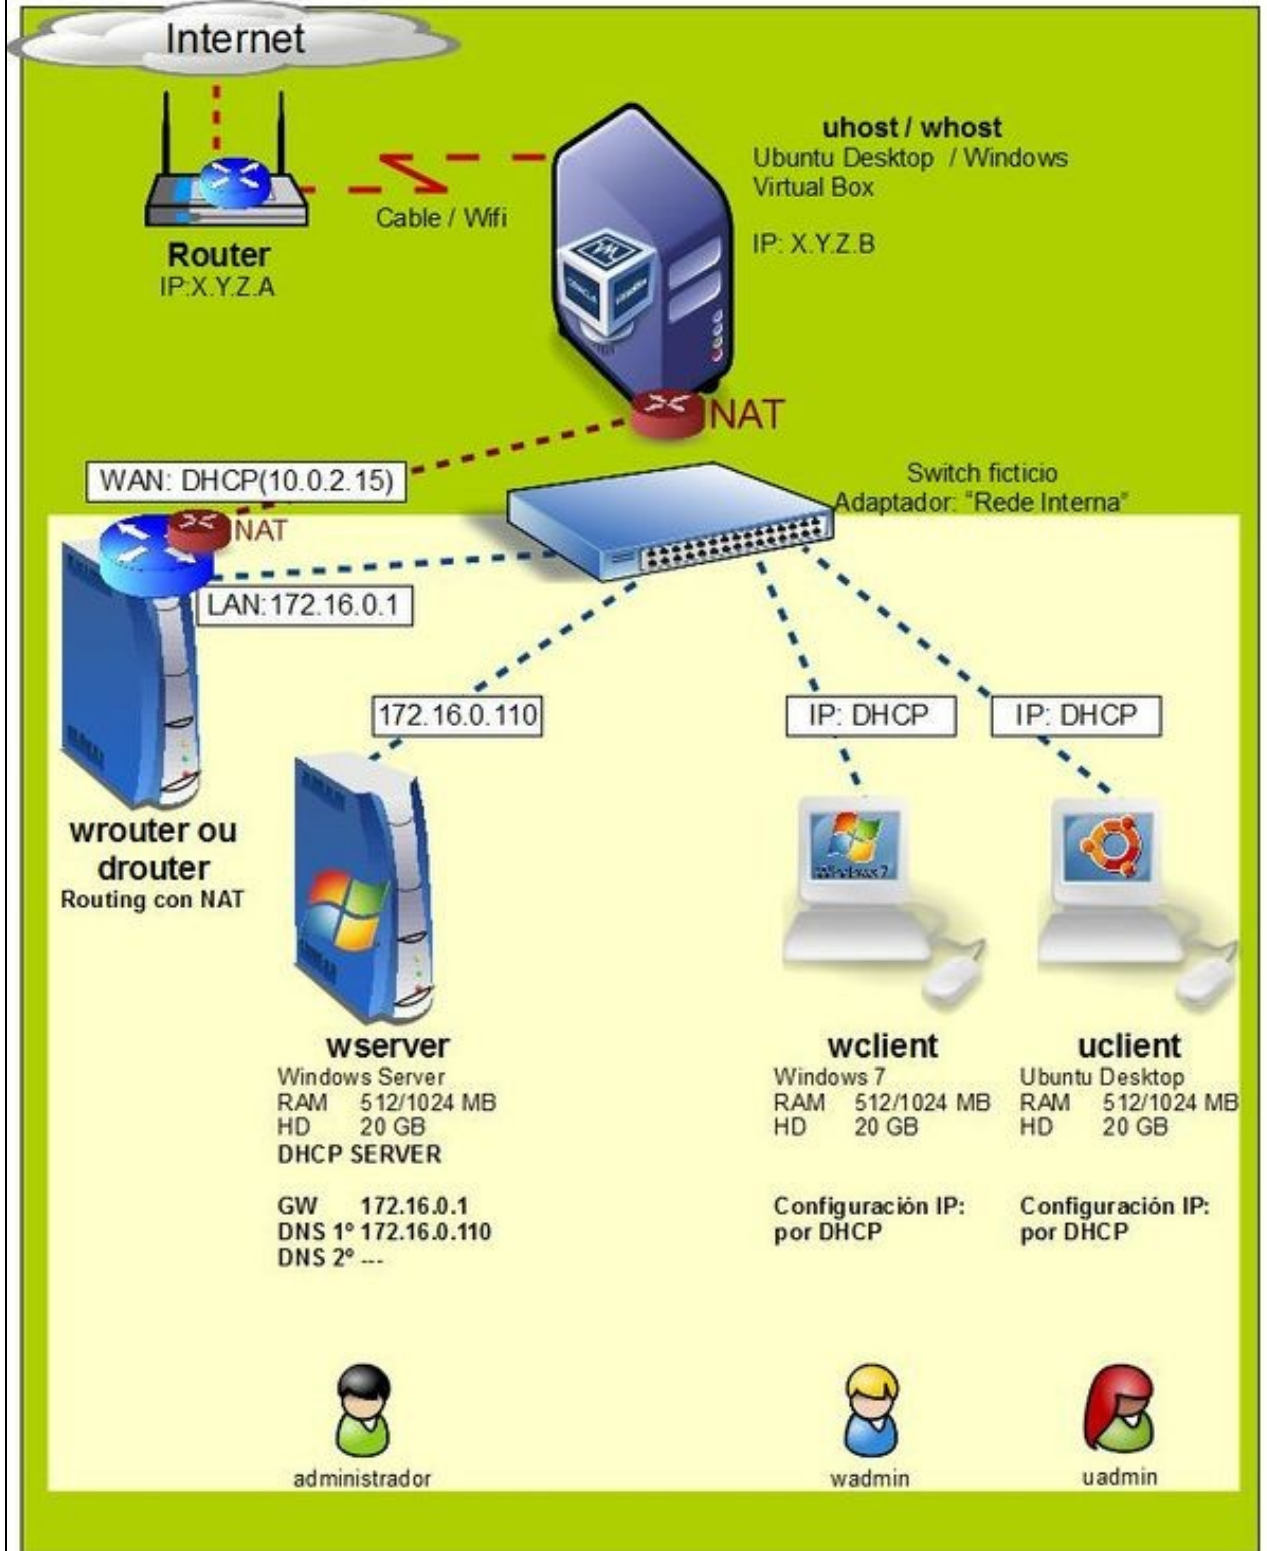 Internet
uhost / whost
Ubuntu Desktop / Windows
Virtual Box
IP: X.Y.Z.B
Cable / Wifi
Router
IP:X.Y.Z.A
NAT
WAN: DHCP(10.0.2.15)
Switch ficticio
Adaptador: “Rede Interna”
NAT
LAN:172.16.0.1
172.16.0.110
IP: DHCP
IP: DHCP
wrouter ou
drouter
Routing con NAT
Windows 7
wserver
Windows Server
RAM 512/1024 MB
HD 20 GB
DHCP SERVER
GW 172.16.0.1
DNS 1º 172.16.0.110
DNS 2º ---
wclient
Windows 7
RAM 512/1024 MB
HD 20 GB
Configuración IP:
por DHCP
uclient
Ubuntu Desktop
RAM 512/1024 MB
HD 20 GB
Configuración IP:
por DHCP
administrador
wadmin
uadmin